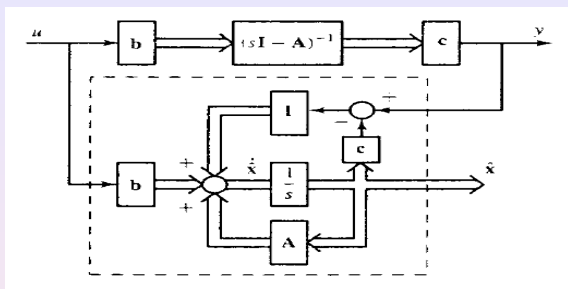 u b (sI − A)⁻¹ c y
− +
l
c
+ ẋ̂ x̂
b 1/s
+
A